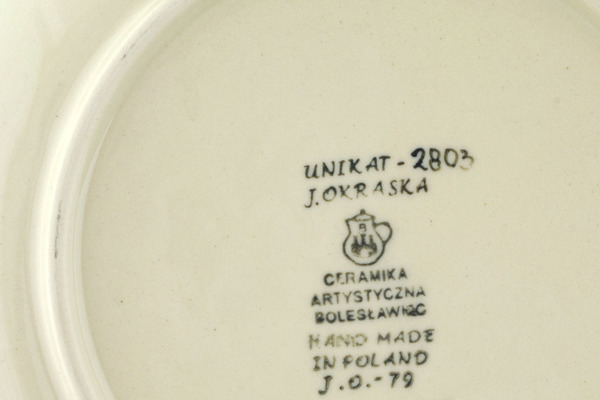 UNIKAT - 2803
J.OKRASKA
B
CERAMIKA
ARTYSTYCZNA
BOLESŁAWIEC
HAND MADE
IN POLAND
J.O.-79